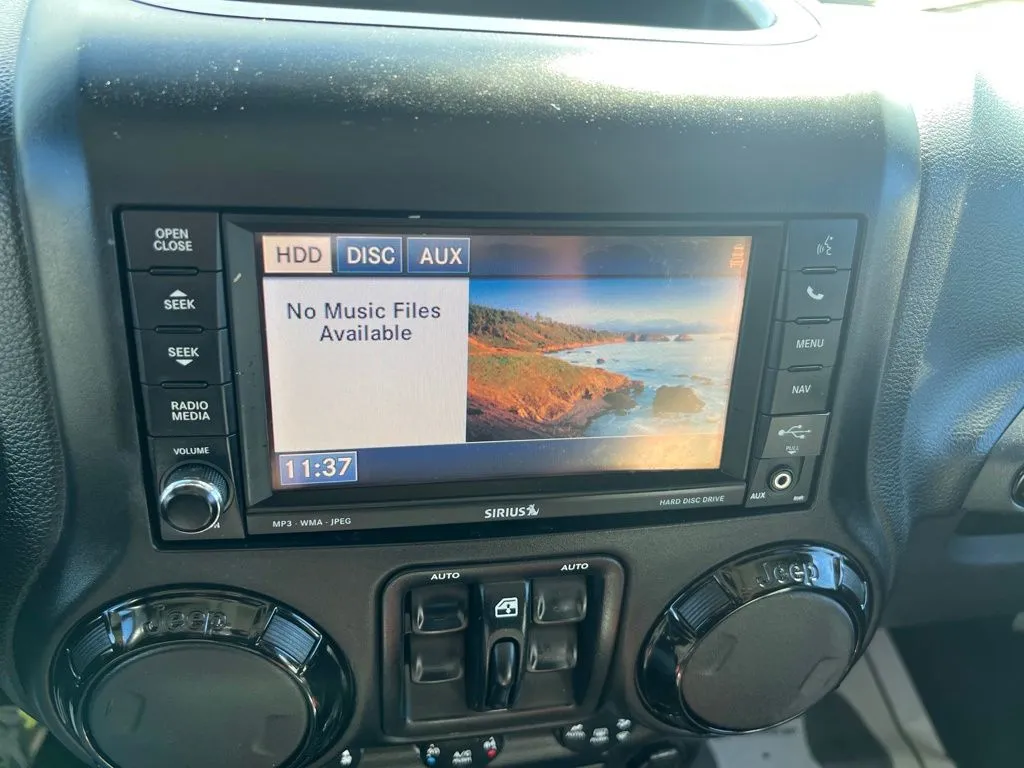 OPEN
CLOSE
SEEK
SEEK
RADIO
MEDIA
VOLUME
HDD DISC AUX
No Music Files
Available
11:37
MP3 - WMA - JPEG
SIRIUS
HARD DISC DRIVE
MENU
NAV
PULL
AUX
AUTO AUTO
Jeep Jeep